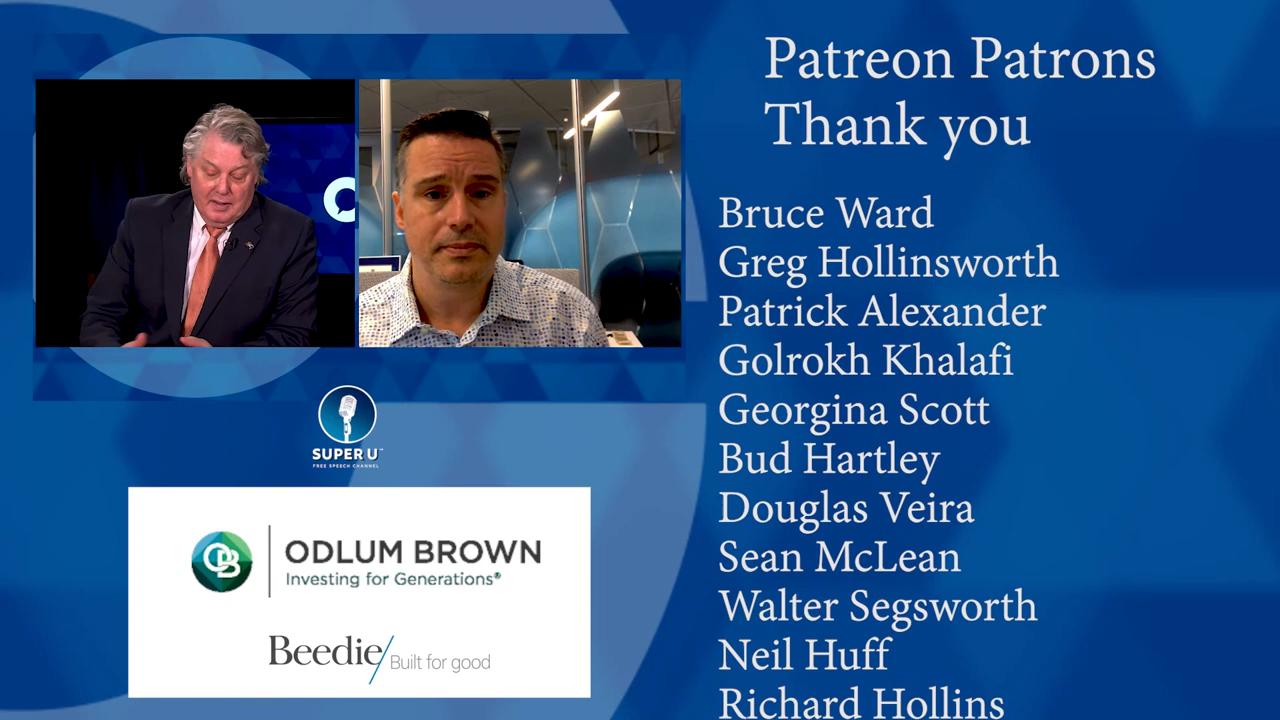 Patreon Patrons
Thank you
Bruce Ward
Greg Hollinsworth
Patrick Alexander
Golrokh Khalafi
Georgina Scott
Bud Hartley
Douglas Veira
Sean McLean
Walter Segsworth
Neil Huff
Richard Hollins
SUPER U™
FREE SPEECH CHANNEL
OB
ODLUM BROWN
Investing for Generations®
Beedie/ Built for good